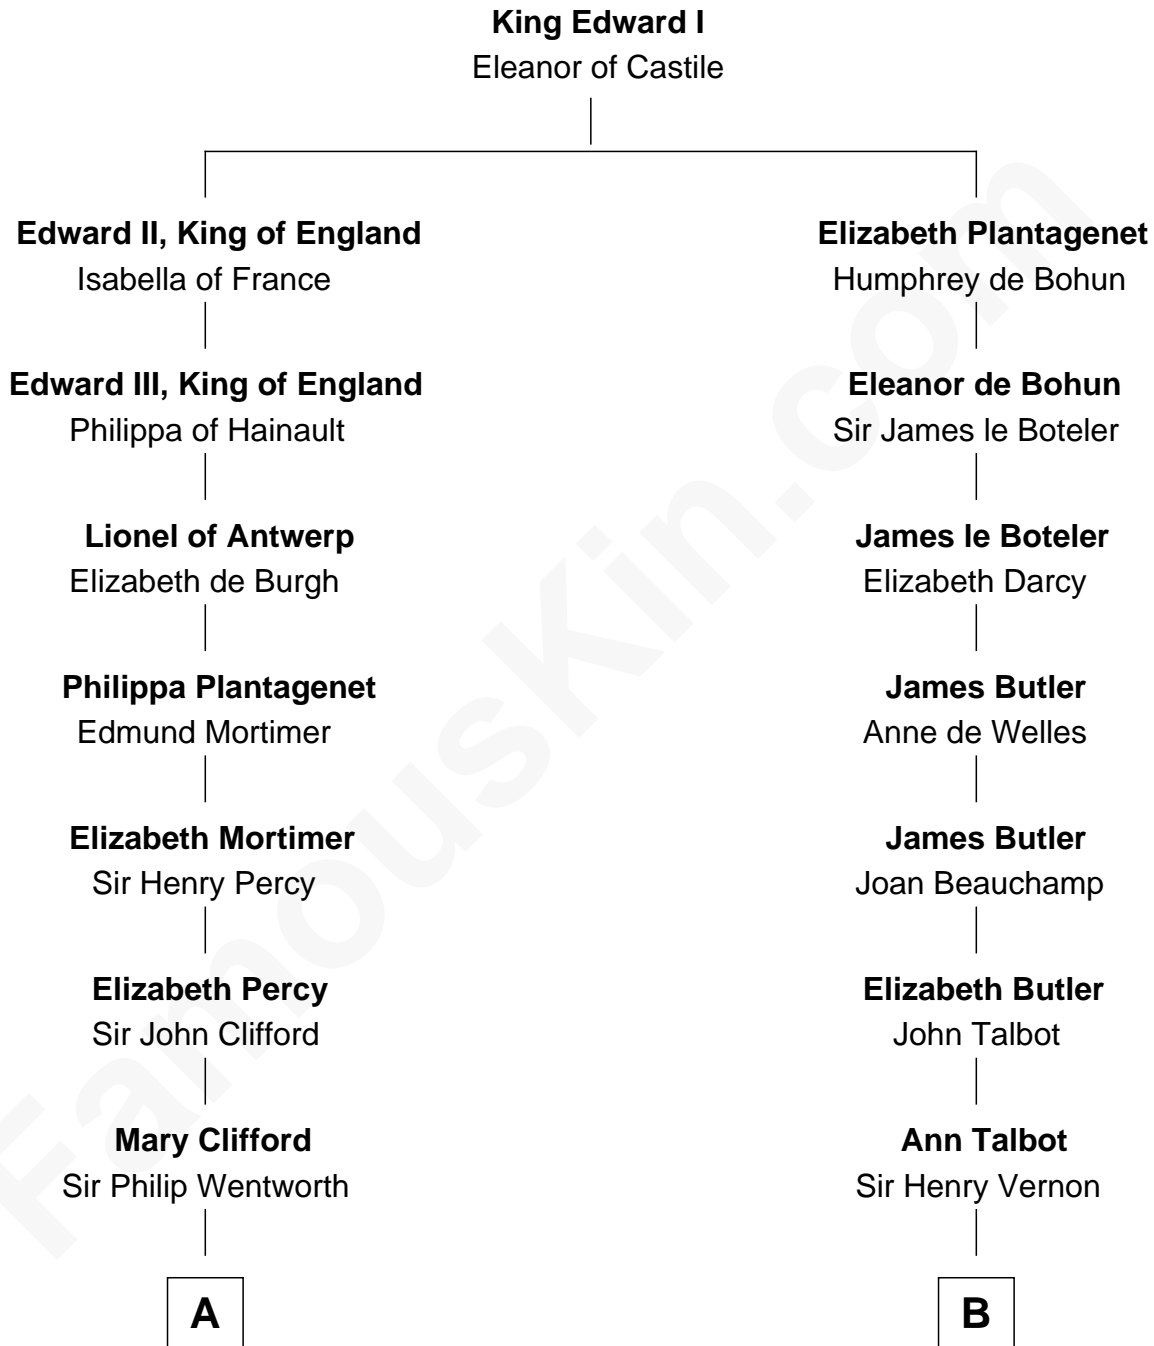 King Edward I
Eleanor of Castile
Edward II, King of England
Isabella of France
Elizabeth Plantagenet
Humphrey de Bohun
Edward III, King of England
Philippa of Hainault
Eleanor de Bohun
Sir James le Boteler
Lionel of Antwerp
Elizabeth de Burgh
James le Boteler
Elizabeth Darcy
Philippa Plantagenet
Edmund Mortimer
James Butler
Anne de Welles
Elizabeth Mortimer
Sir Henry Percy
James Butler
Joan Beauchamp
Elizabeth Percy
Sir John Clifford
Elizabeth Butler
John Talbot
Mary Clifford
Sir Philip Wentworth
Ann Talbot
Sir Henry Vernon
A
B
FamousKin.com